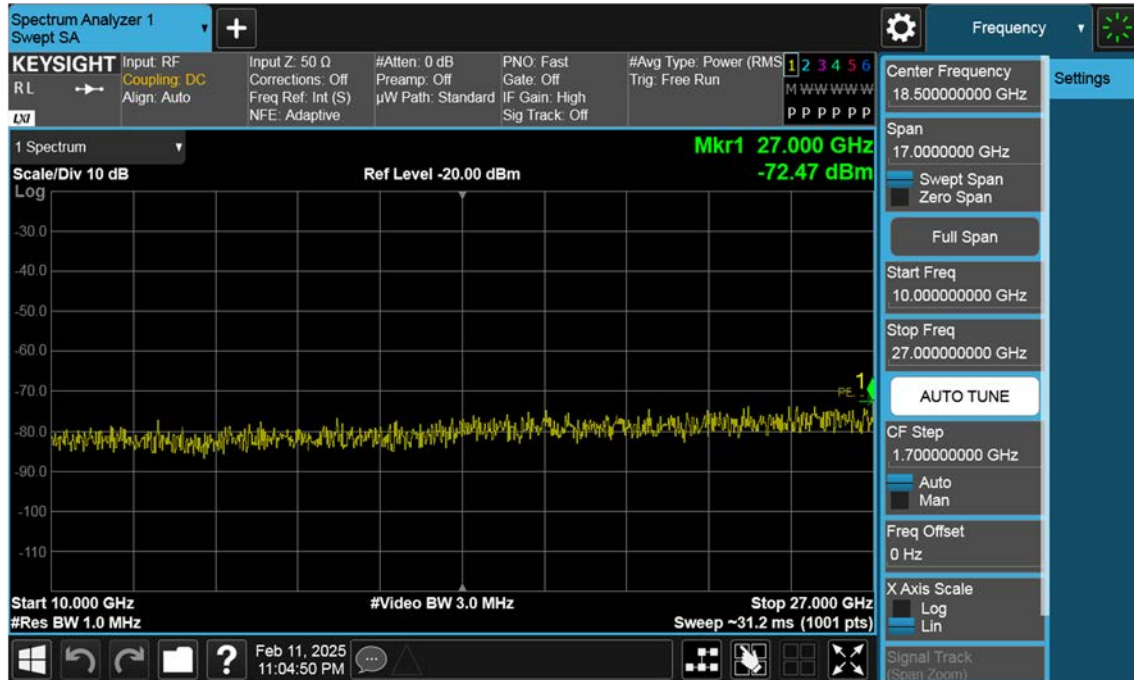 Spectrum Analyzer 1
Swept SA
Frequency
KEYSIGHT
RL
LXI
Input: RF
Coupling: DC
Align: Auto
Input Z: 50 Ω
Corrections: Off
Freq Ref: Int (S)
NFE: Adaptive
#Atten: 0 dB
Preamp: Off
µW Path: Standard
PNO: Fast
Gate: Off
IF Gain: High
Sig Track: Off
#Avg Type: Power (RMS
Trig: Free Run
1 2 3 4 5 6
M W W W W W
P P P P P P
1 Spectrum
Mkr1 27.000 GHz
-72.47 dBm
Scale/Div 10 dB
Ref Level -20.00 dBm
Log
-30.0
-40.0
-50.0
-60.0
-70.0
-80.0
-90.0
-100
-110
1
Start 10.000 GHz
#Video BW 3.0 MHz
Stop 27.000 GHz
#Res BW 1.0 MHz
Sweep ~31.2 ms (1001 pts)
?
Feb 11, 2025
11:04:50 PM
Center Frequency
18.500000000 GHz
Span
17.0000000 GHz
Swept Span
Zero Span
Full Span
Start Freq
10.000000000 GHz
Stop Freq
27.000000000 GHz
AUTO TUNE
CF Step
1.700000000 GHz
Auto
Man
Freq Offset
0 Hz
X Axis Scale
Log
Lin
Signal Track
(Span Zoom)
Settings